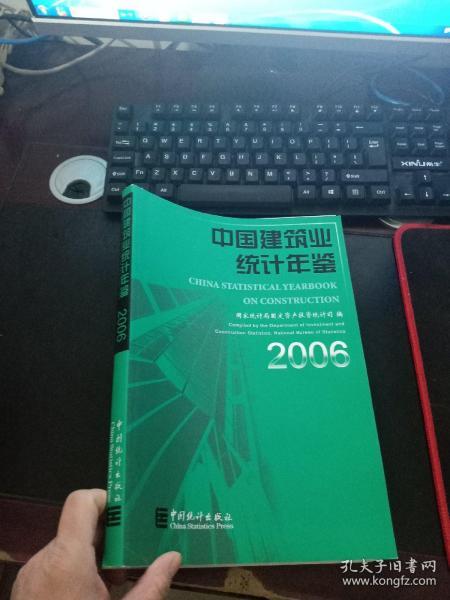 XINU
中国建筑业
统计年鉴
CHINA STATISTICAL YEARBOOK
ON CONSTRUCTION
国家统计局固定资产投资统计司 编
Compiled by the Department of Investment and
Construction Statistics, National Bureau of Statistics
2006
中国统计出版社
China Statistics Press
中国建筑业
统计年鉴
2006
中国统计出版社
China Statistics Press
孔夫子旧书网
www.kongfz.com